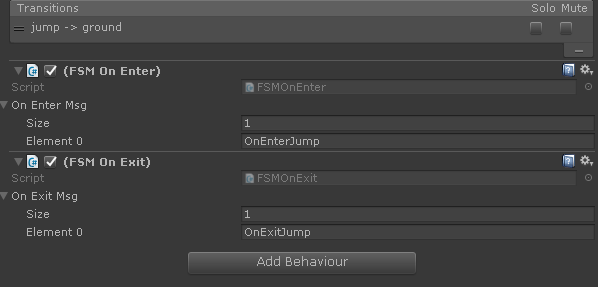 Transitions Solo Mute
jump -> ground
(FSM On Enter)
Script FSMOnEnter
On Enter Msg
Size 1
Element 0 OnEnterJump
(FSM On Exit)
Script FSMOnExit
On Exit Msg
Size 1
Element 0 OnExitJump
Add Behaviour